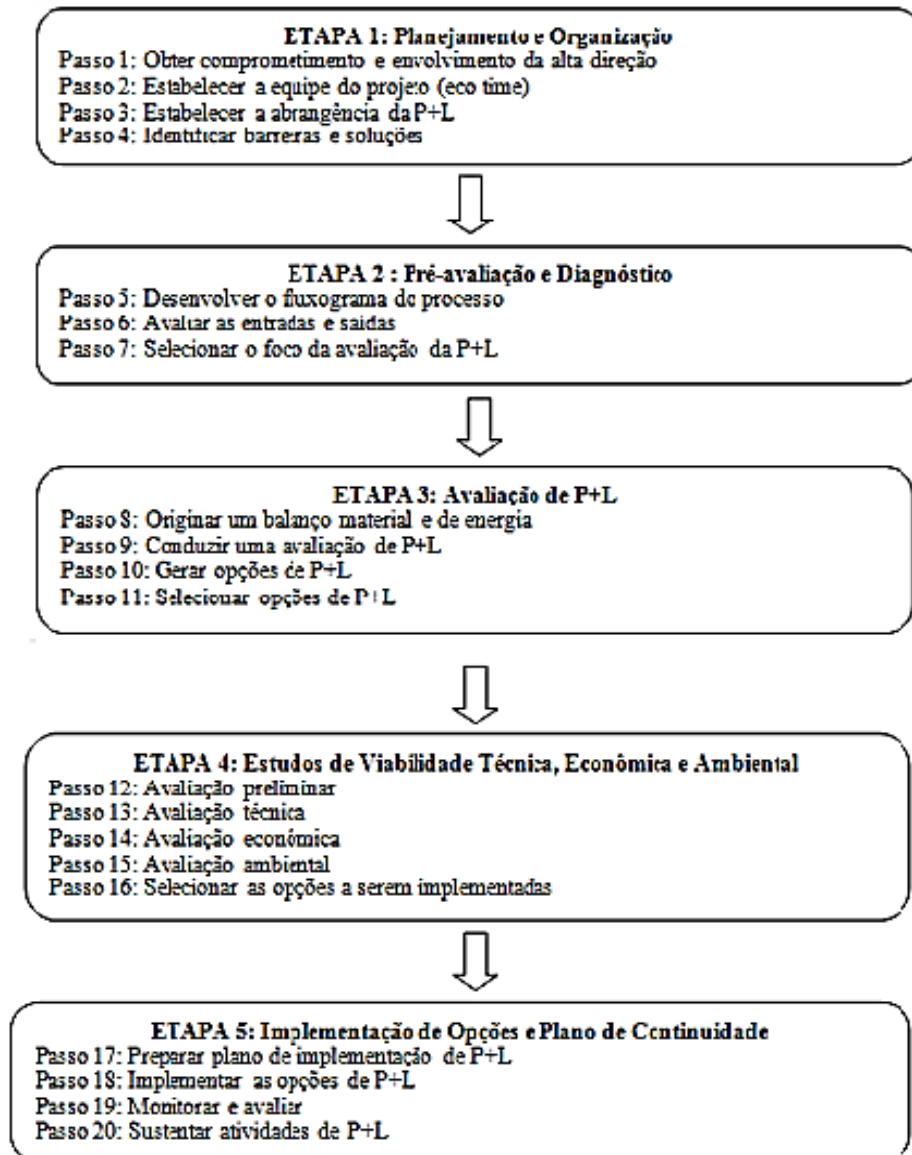 ETAPA 1: Planejamento e Organização
Passo 1: Obter comprometimento e envolvimento da alta direção
Passo 2: Estabelecer a equipe do projeto (eco time)
Passo 3: Estabelecer a abrangência da P+L
Passo 4: Identificar barreiras e soluções
ETAPA 2 : Pré-avaliação e Diagnóstico
Passo 5: Desenvolver o fluxograma do processo
Passo 6: Avaliar as entradas e saídas
Passo 7: Selecionar o foco da avaliação da P+L
ETAPA 3: Avaliação de P+L
Passo 8: Originar um balanço material e de energia
Passo 9: Conduzir uma avaliação de P+L
Passo 10: Gerar opções de P+L
Passo 11: Selecionar opções de P+L
ETAPA 4: Estudos de Viabilidade Técnica, Econômica e Ambiental
Passo 12: Avaliação preliminar
Passo 13: Avaliação técnica
Passo 14: Avaliação econômica
Passo 15: Avaliação ambiental
Passo 16: Selecionar as opções a serem implementadas
ETAPA 5: Implementação de Opções e Plano de Continuidade
Passo 17: Preparar plano de implementação de P+L
Passo 18: Implementar as opções de P+L
Passo 19: Monitorar e avaliar
Passo 20: Sustentar atividades de P+L